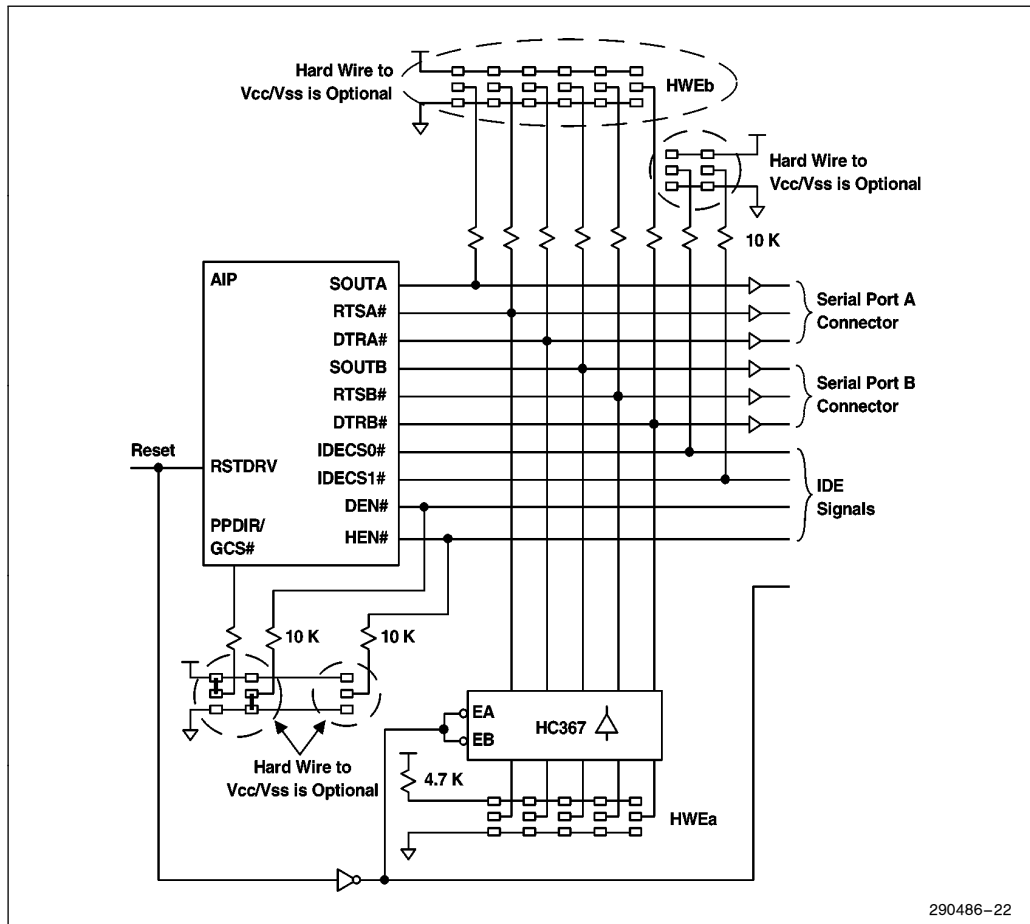 Hard Wire to
Vcc/Vss is Optional
HWEb
Hard Wire to
Vcc/Vss is Optional
10 K
AIP
SOUTA
RTSA#
DTRA#
SOUTB
RTSB#
DTRB#
IDECS0#
IDECS1#
DEN#
HEN#
Serial Port A
Connector
Serial Port B
Connector
IDE
Signals
Reset
RSTDRV
PPDIR/
GCS#
10 K
10 K
EA
EB
HC367
Hard Wire to
Vcc/Vss is Optional
4.7 K
HWEa
290486-22